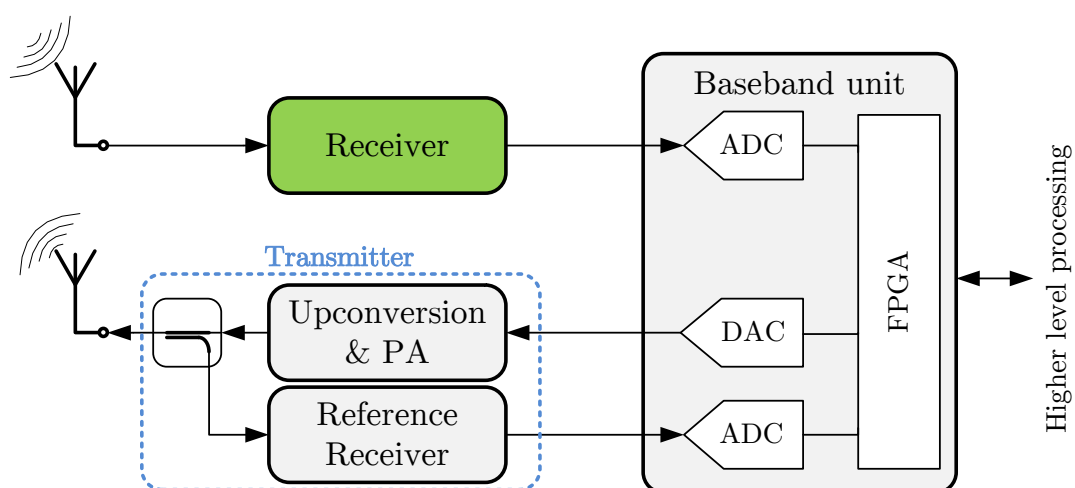 Baseband unit
Receiver
ADC
Transmitter
Upconversion
& PA
DAC
FPGA
Higher level processing
Reference
Receiver
ADC